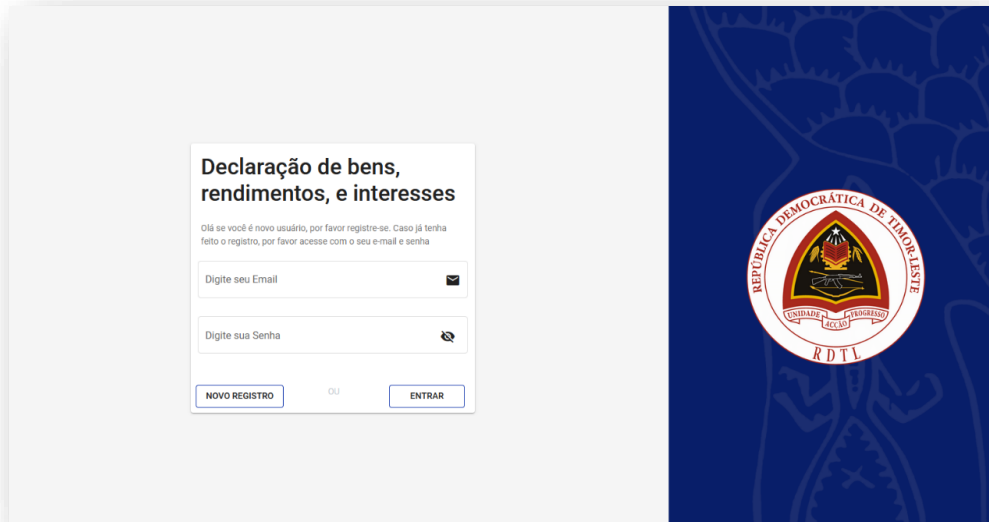 Declaração de bens,
rendimentos, e interesses
Olá se você é novo usuário, por favor registre-se. Caso já tenha
feito o registro, por favor acesse com o seu e-mail e senha
Digite seu Email
Digite sua Senha
NOVO REGISTRO
OU
ENTRAR
REPÚBLICA DEMOCRÁTICA DE TIMOR-LESTE
UNIDADE
ACCÃO
PROGRESSO
RDTL